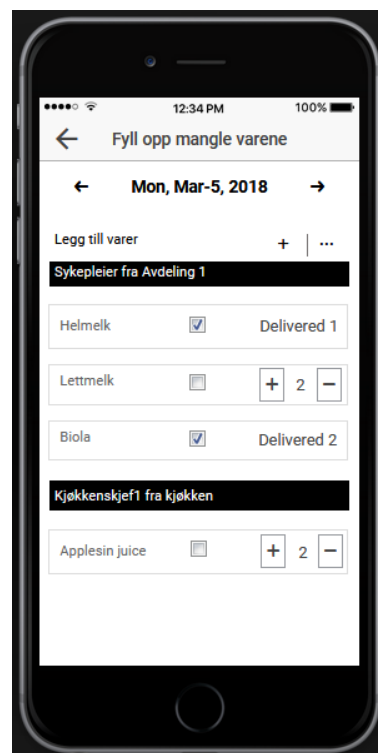 12:34 PM 100%
Fyll opp mangle varene
Mon, Mar-5, 2018
Legg till varer + | ...
Sykepleier fra Avdeling 1
Helmelk Delivered 1
Lettmelk + 2 −
Biola Delivered 2
Kjøkkenskjef1 fra kjøkken
Applesin juice + 2 −